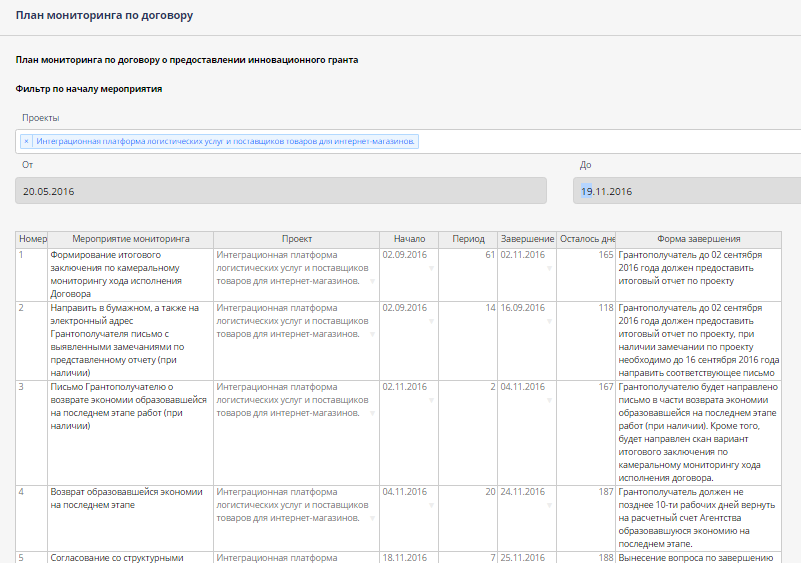 План мониторинга по договору
План мониторинга по договору о предоставлении инновационного гранта
Фильтр по началу мероприятия
Проекты
× Интеграционная платформа логистических услуг и поставщиков товаров для интернет-магазинов.
От До
20.05.2016 19.11.2016
Номер Мероприятие мониторинга Проект Начало Период Завершение Осталось дне Форма завершения
1 Формирование итогового Интеграционная платформа 02.09.2016 61 02.11.2016 165 Грантополучатель до 02 сентября
заключения по камеральному логистических услуг и поставщиков 2016 года должен предоставить
мониторингу хода исполнения товаров для интернет-магазинов. итоговый отчет по проекту
Договора
2 Направить в бумажном, а также на Интеграционная платформа 02.09.2016 14 16.09.2016 118 Грантополучатель до 02 сентября
электронный адрес логистических услуг и поставщиков 2016 года должен предоставить
Грантополучателя письмо с товаров для интернет-магазинов. итоговый отчет по проекту, при
выявленными замечаниями по наличии замечании по проекту
представленному отчету (при необходимо до 16 сентября 2016 года
наличии) направить соответствующее письмо
3 Письмо Грантополучателю о Интеграционная платформа 02.11.2016 2 04.11.2016 167 Грантополучателю будет направлено
возврате экономии образовавшейся логистических услуг и поставщиков письмо в части возврата экономии
на последнем этапе работ (при товаров для интернет-магазинов. образовавшейся на последнем этапе
наличии) работ (при наличии). Кроме того,
будет направлен скан вариант
итогового заключения по
камеральному мониторингу хода
исполнения договора.
4 Возврат образовавшейся экономии Интеграционная платформа 04.11.2016 20 24.11.2016 187 Грантополучатель должен не
на последнем этапе логистических услуг и поставщиков позднее 10-ти рабочих дней вернуть
товаров для интернет-магазинов. на расчетный счет Агентства
образовавшуюся экономию на
последнем этапе.
5 Согласование со структурными Интеграционная платформа 18.11.2016 7 25.11.2016 188 Вынесение вопроса по завершению